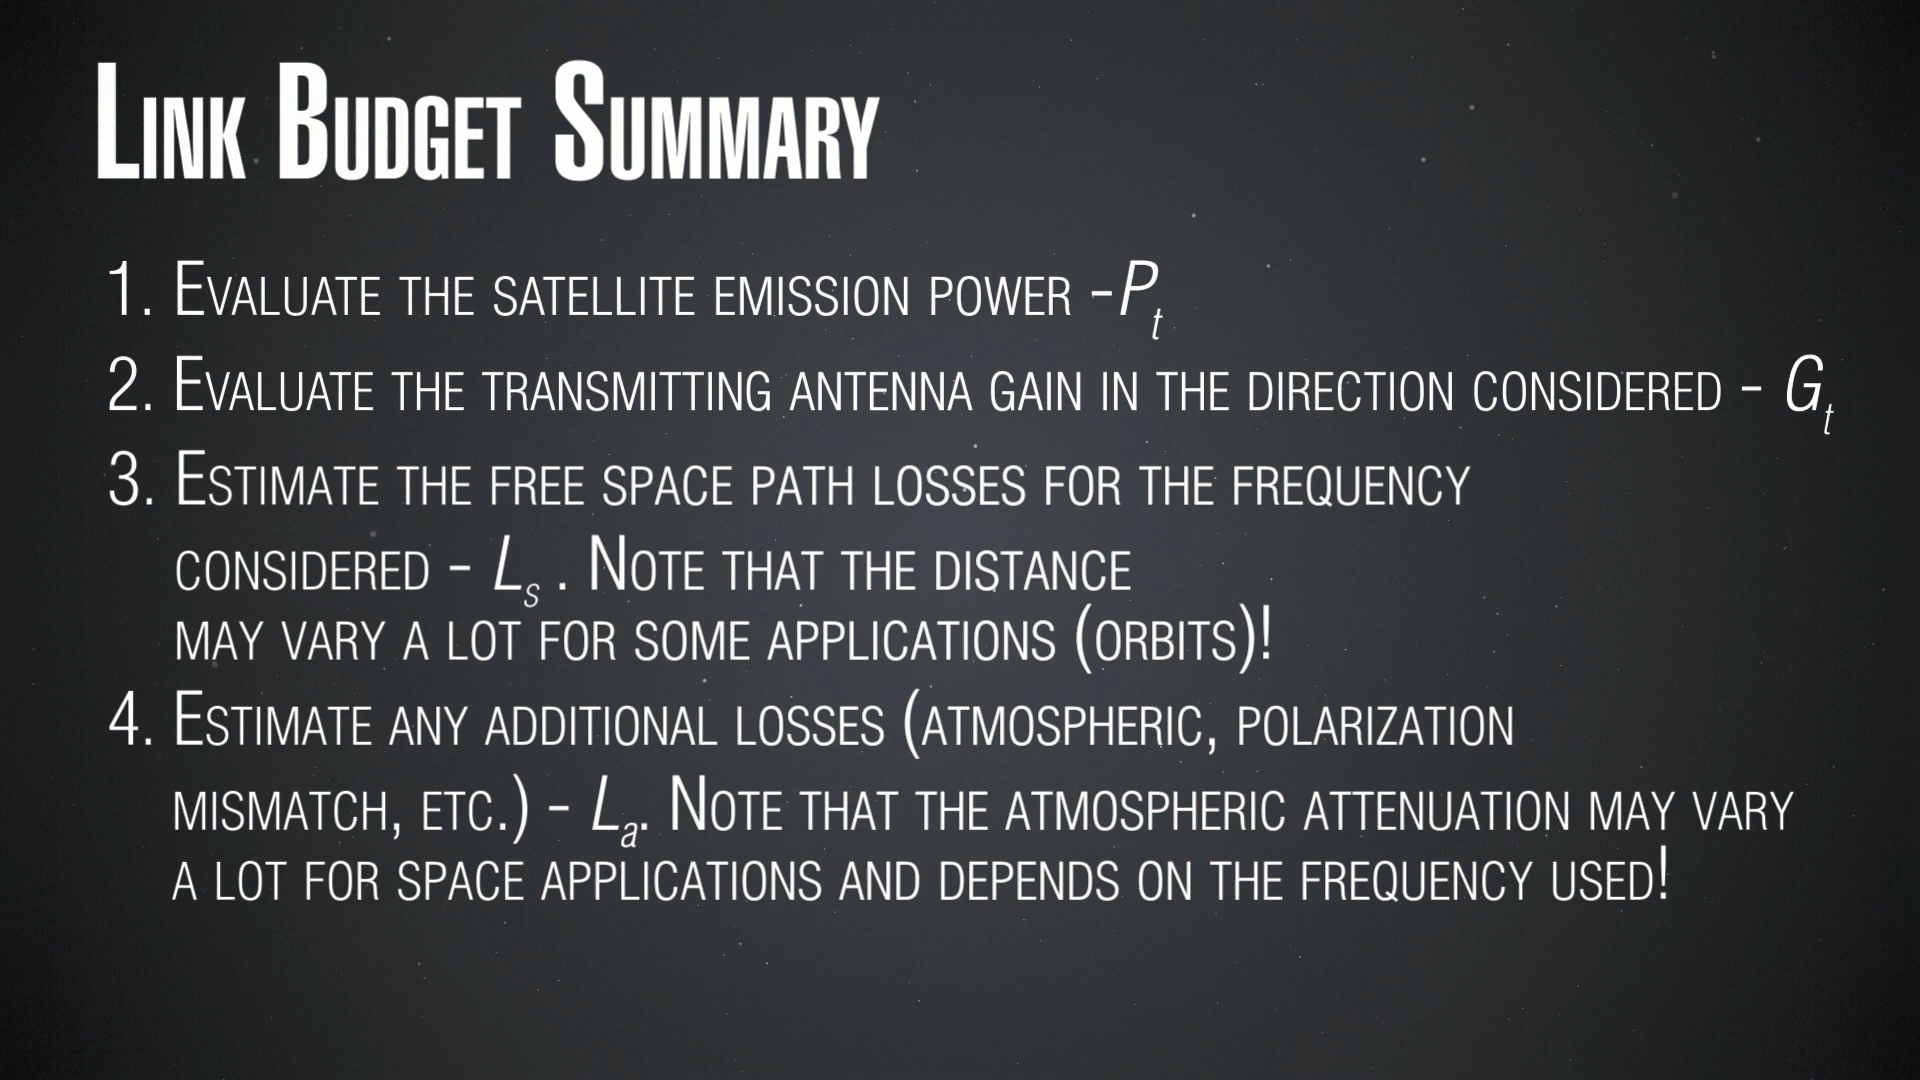 Link Budget Summary
1. Evaluate the satellite emission power -Pt
2. Evaluate the transmitting antenna gain in the direction considered - Gt
3. Estimate the free space path losses for the frequency
considered - Ls . Note that the distance
may vary a lot for some applications (orbits)!
4. Estimate any additional losses (atmospheric, polarization
mismatch, etc.) - La. Note that the atmospheric attenuation may vary
a lot for space applications and depends on the frequency used!